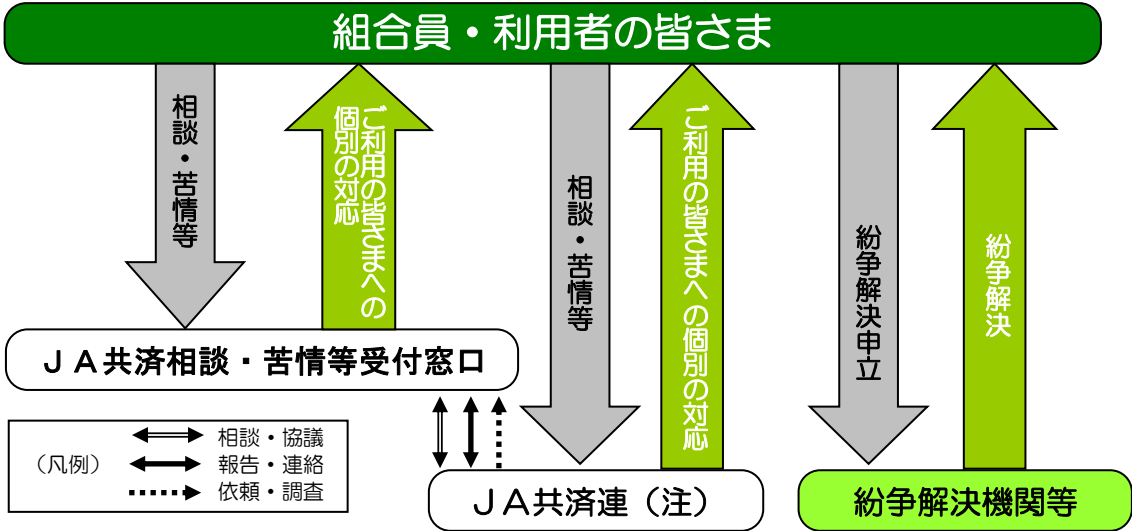 組合員・利用者の皆さま
相談・苦情等
ご利用の皆さまへの
個別の対応
相談・苦情等
ご利用の皆さまへの個別の対応
紛争解決申立
紛争解決
ＪＡ共済相談・苦情等受付窓口
（凡例）
相談・協議
報告・連絡
依頼・調査
ＪＡ共済連（注）
紛争解決機関等